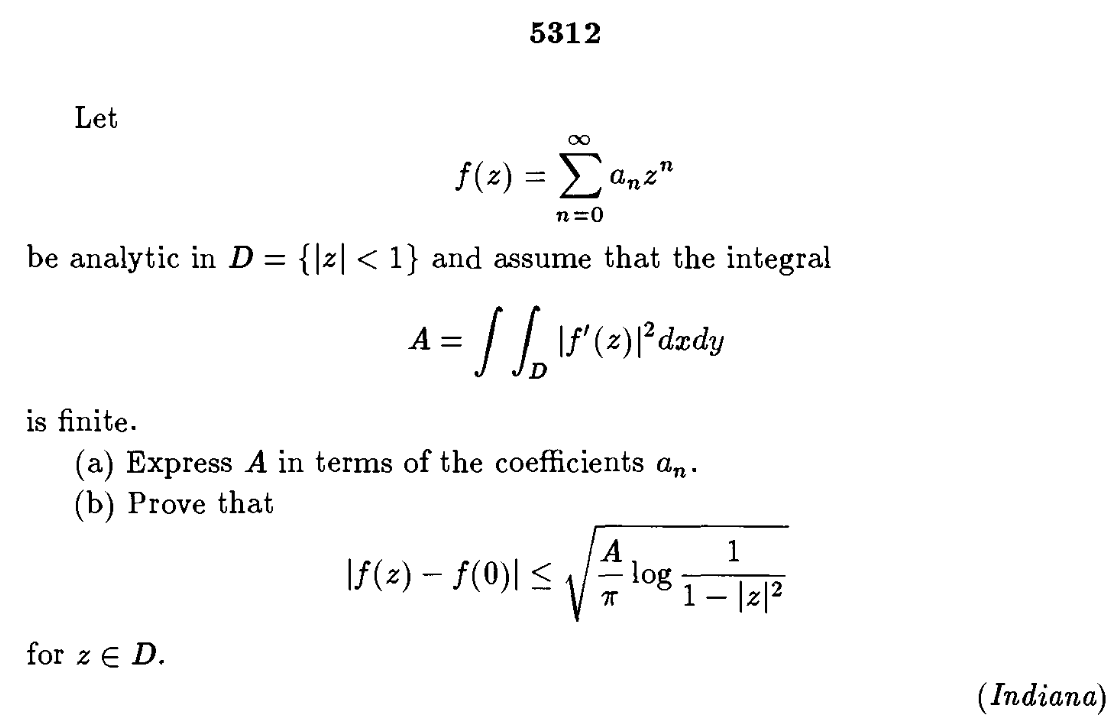 5312
Let
f(z) = \sum_{n=0}^{\infty} a_n z^n
be analytic in D = {|z| < 1} and assume that the integral
A = \int \int_D |f'(z)|^2 dxdy
is finite.
(a) Express A in terms of the coefficients a_n.
(b) Prove that
|f(z) − f(0)| ≤ \sqrt{\frac{A}{\pi} \log \frac{1}{1 - |z|^2}}
for z ∈ D.
(Indiana)